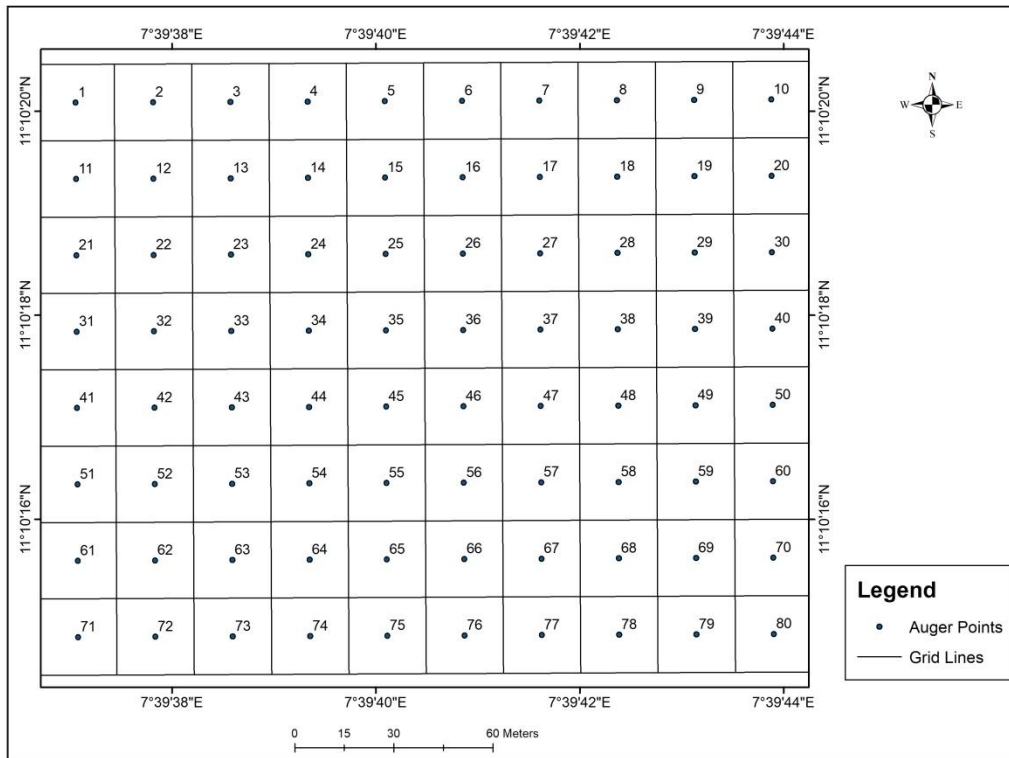 7°39'38"E 7°39'40"E 7°39'42"E 7°39'44"E
N
W E
S
11°10'20"N 11°10'20"N
1 2 3 4 5 6 7 8 9 10
11 12 13 14 15 16 17 18 19 20
21 22 23 24 25 26 27 28 29 30
11°10'18"N 11°10'18"N
31 32 33 34 35 36 37 38 39 40
41 42 43 44 45 46 47 48 49 50
51 52 53 54 55 56 57 58 59 60
11°10'16"N 11°10'16"N
61 62 63 64 65 66 67 68 69 70
71 72 73 74 75 76 77 78 79 80
Legend
Auger Points
Grid Lines
7°39'38"E 7°39'40"E 7°39'42"E 7°39'44"E
0 15 30 60 Meters